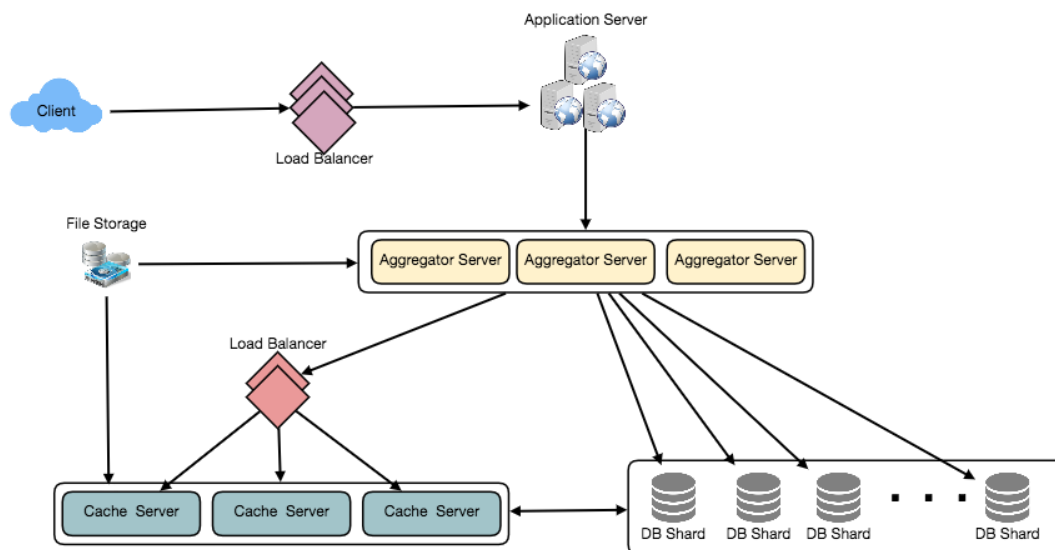 Application Server
Client
Load Balancer
File Storage
Aggregator Server
Aggregator Server
Aggregator Server
Load Balancer
Cache Server
Cache Server
Cache Server
DB Shard
DB Shard
DB Shard
DB Shard